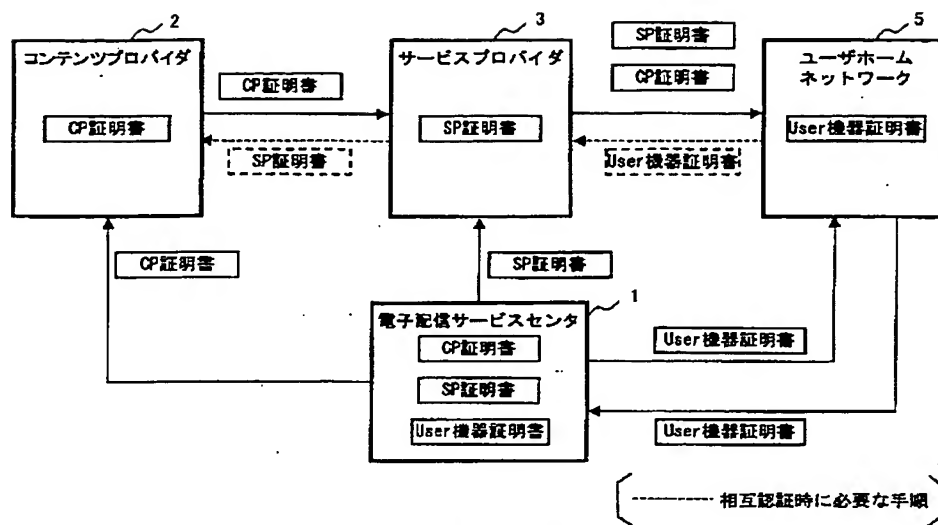 2
コンテンツプロバイダ
CP証明書
CP証明書
SP証明書
3
サービスプロバイダ
SP証明書
SP証明書
CP証明書
User機器証明書
5
ユーザホーム
ネットワーク
User機器証明書
CP証明書
SP証明書
1
電子配信サービスセンタ
CP証明書
SP証明書
User機器証明書
User機器証明書
User機器証明書
相互認証時に必要な手順